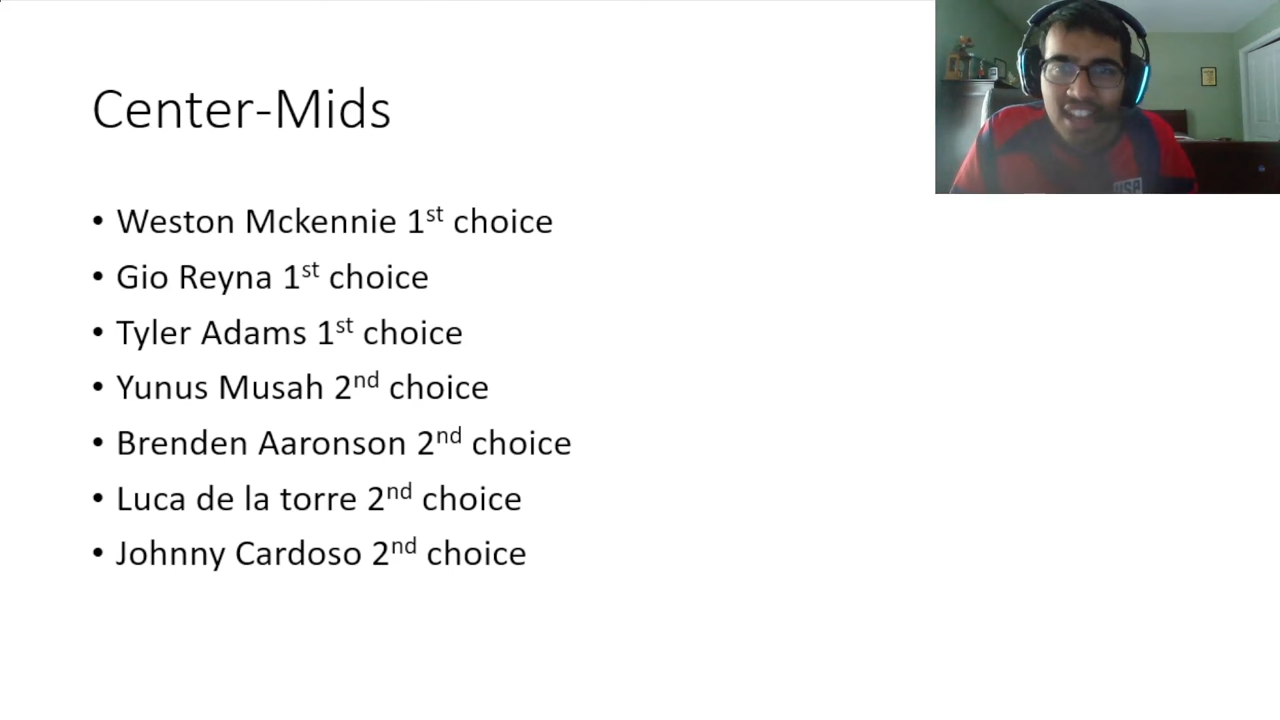 Center-Mids
• Weston Mckennie 1st choice
• Gio Reyna 1st choice
• Tyler Adams 1st choice
• Yunus Musah 2nd choice
• Brenden Aaronson 2nd choice
• Luca de la torre 2nd choice
• Johnny Cardoso 2nd choice